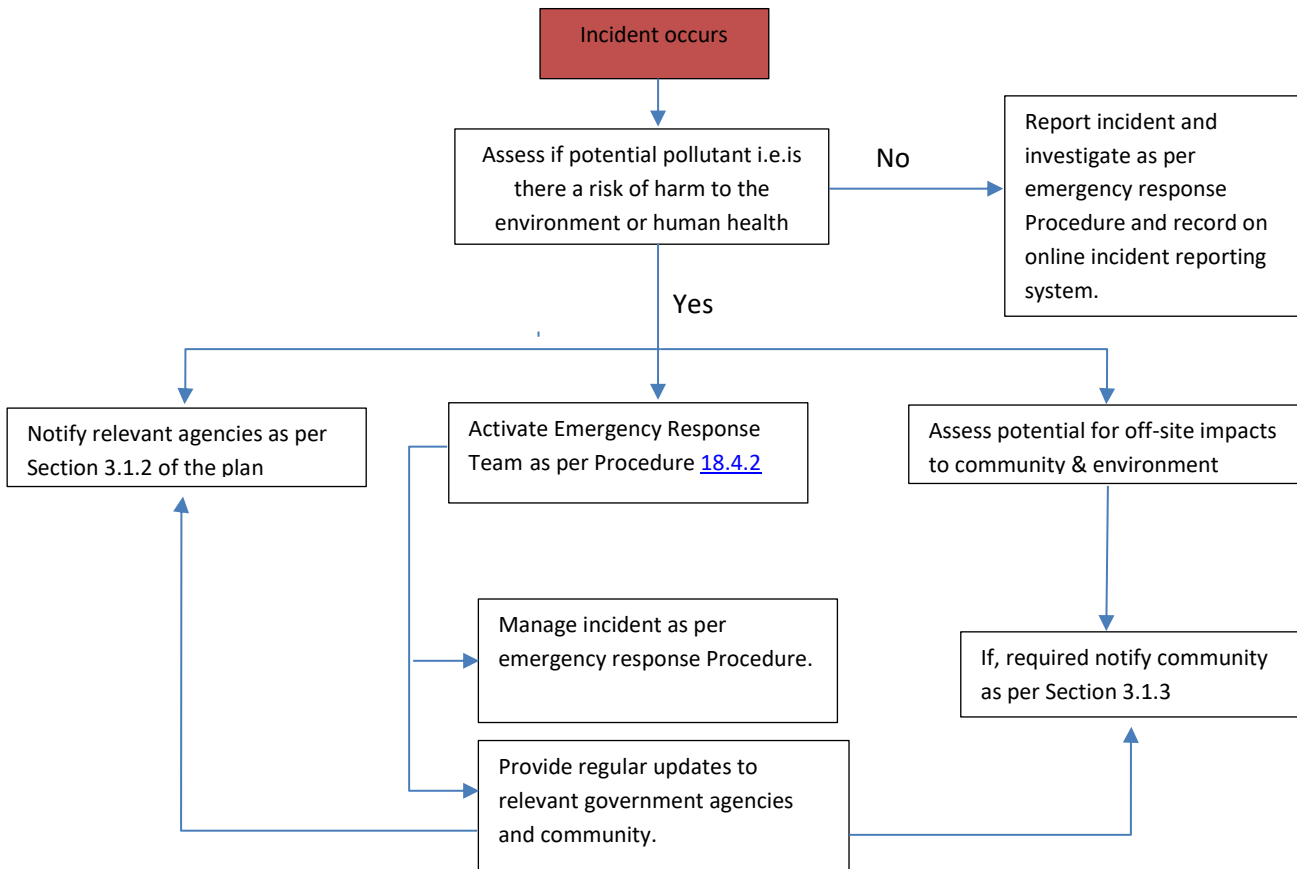 Incident occurs
Assess if potential pollutant i.e.is
there a risk of harm to the
environment or human health
No
Report incident and
investigate as per
emergency response
Procedure and record on
online incident reporting
system.
Yes
Notify relevant agencies as per
Section 3.1.2 of the plan
Activate Emergency Response
Team as per Procedure 18.4.2
Assess potential for off-site impacts
to community & environment
Manage incident as per
emergency response Procedure.
If, required notify community
as per Section 3.1.3
Provide regular updates to
relevant government agencies
and community.